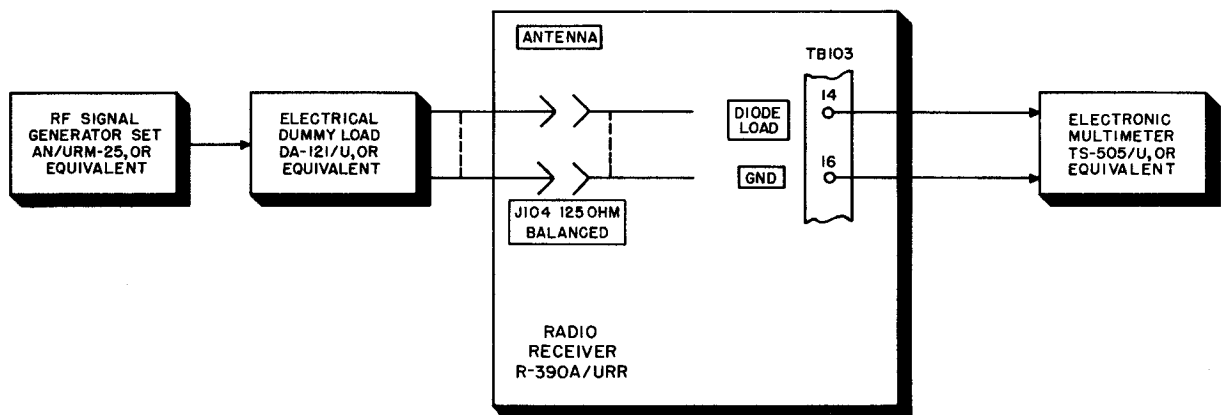 RF SIGNAL
GENERATOR SET
AN/URM-25, OR
EQUIVALENT
ELECTRICAL
DUMMY LOAD
DA-121/U, OR
EQUIVALENT
ANTENNA
J104 125 OHM
BALANCED
RADIO
RECEIVER
R-390A/URR
TB103
DIODE
LOAD
14
GND
16
ELECTRONIC
MULTIMETER
TS-505/U, OR
EQUIVALENT